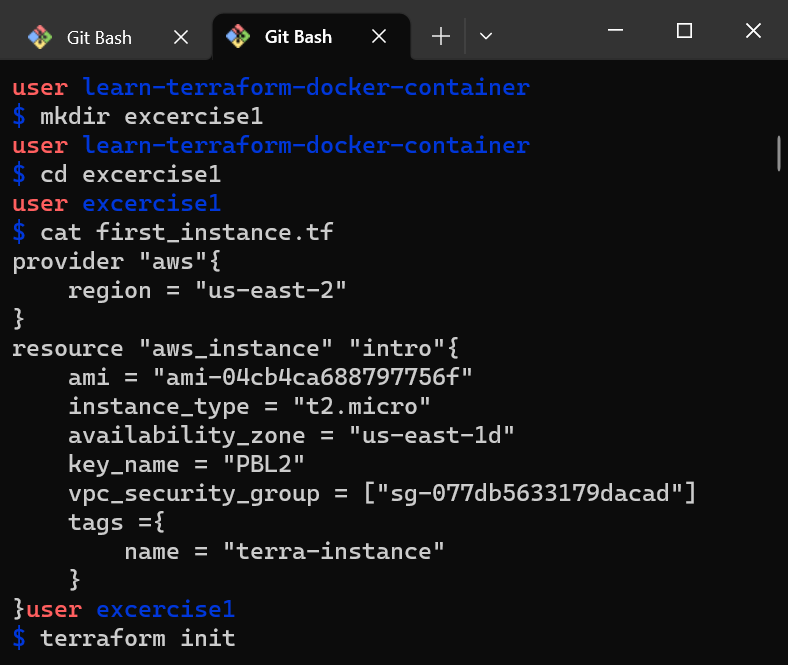 Git Bash
Git Bash
user learn-terraform-docker-container
$ mkdir excercise1
user learn-terraform-docker-container
$ cd excercise1
user excercise1
$ cat first_instance.tf
provider "aws"{
    region = "us-east-2"
}
resource "aws_instance" "intro"{
    ami = "ami-04cb4ca688797756f"
    instance_type = "t2.micro"
    availability_zone = "us-east-1d"
    key_name = "PBL2"
    vpc_security_group = ["sg-077db5633179dacad"]
    tags ={
        name = "terra-instance"
    }
}user excercise1
$ terraform init